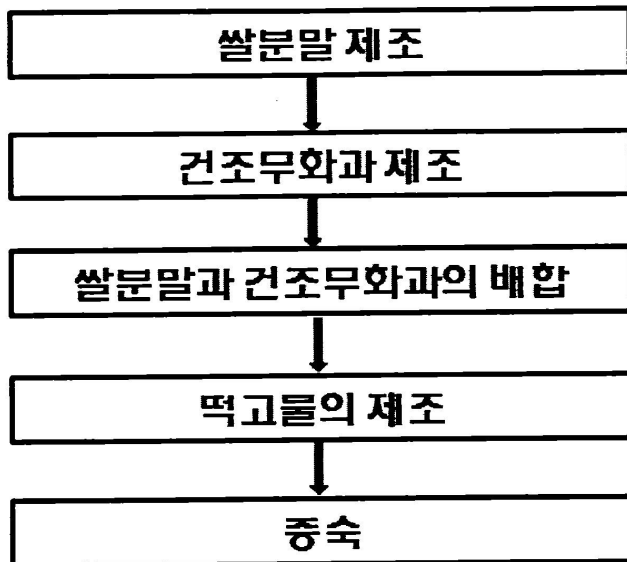 쌀분말 제조
건조무화과 제조
쌀분말과 건조무화과의 배합
떡고물의 제조
증숙